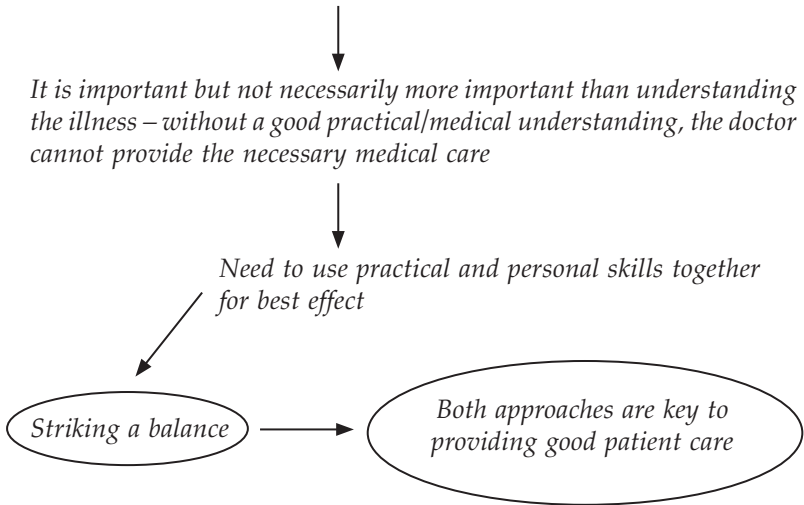 It is important but not necessarily more important than understanding
the illness – without a good practical/medical understanding, the doctor
cannot provide the necessary medical care
Need to use practical and personal skills together
for best effect
Striking a balance
Both approaches are key to
providing good patient care